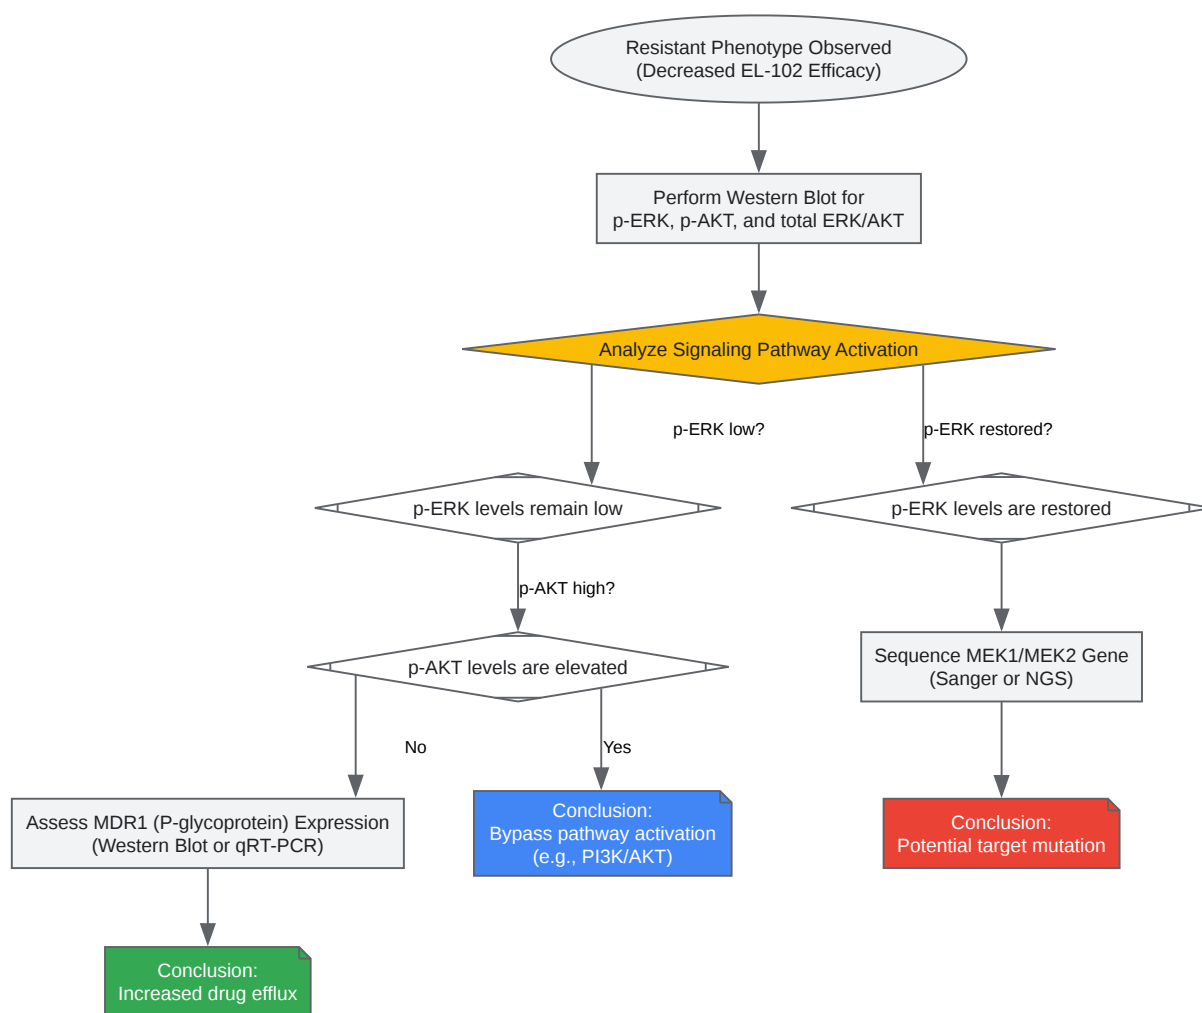 Resistant Phenotype Observed
(Decreased EL-102 Efficacy)
Perform Western Blot for
p-ERK, p-AKT, and total ERK/AKT
Analyze Signaling Pathway Activation
p-ERK low?
p-ERK restored?
p-ERK levels remain low
p-ERK levels are restored
p-AKT high?
p-AKT levels are elevated
Sequence MEK1/MEK2 Gene
(Sanger or NGS)
No
Yes
Assess MDR1 (P-glycoprotein) Expression
(Western Blot or qRT-PCR)
Conclusion:
Bypass pathway activation
(e.g., PI3K/AKT)
Conclusion:
Potential target mutation
Conclusion:
Increased drug efflux